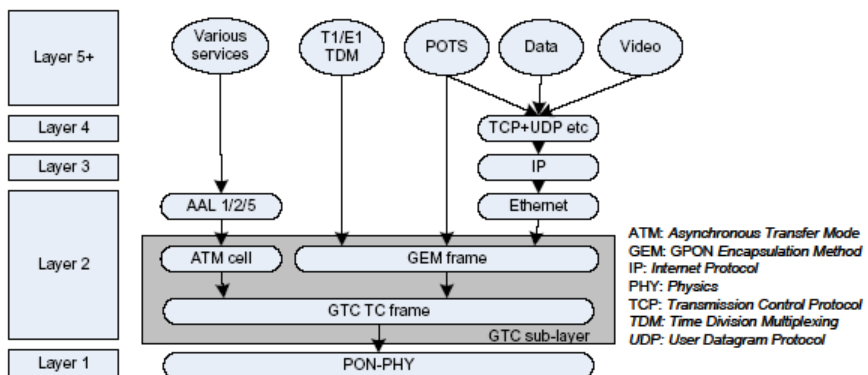 Layer 5+
Various
services
T1/E1
TDM
POTS
Data
Video
Layer 4
TCP+UDP etc
Layer 3
IP
Layer 2
AAL 1/2/5
Ethernet
ATM cell
GEM frame
GTC TC frame
GTC sub-layer
Layer 1
PON-PHY
ATM: Asynchronous Transfer Mode
GEM: GPON Encapsulation Method
IP: Internet Protocol
PHY: Physics
TCP: Transmission Control Protocol
TDM: Time Division Multiplexing
UDP: User Datagram Protocol